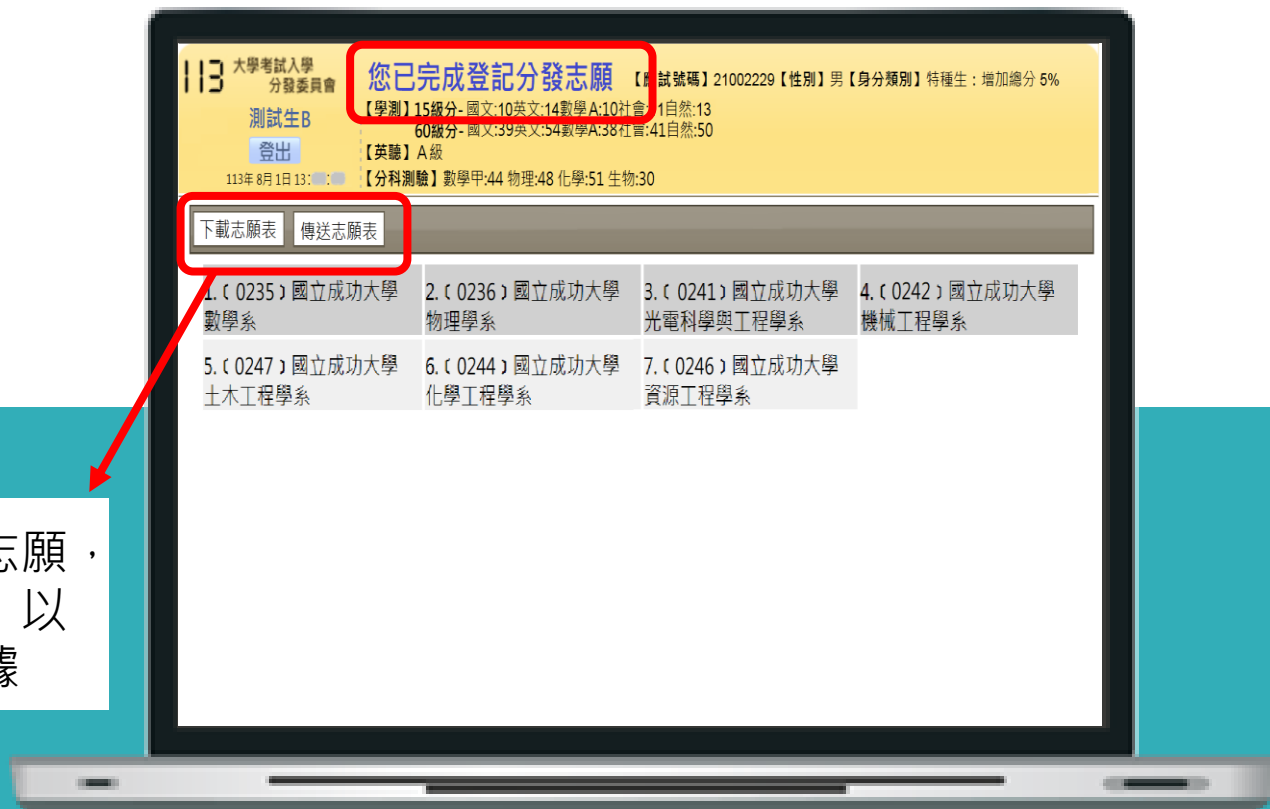 113 大學考試入學
分發委員會
測試生B
登出
113年 8月 1日 13:
您已完成登記分發志願
試號碼】21002229【性別】男【身分類別】特種生：增加總分 5%
【學測】15級分- 國文:10英文:14數學A:10社會: 1自然:13
60級分- 國文:39英文:54數學A:38社會:41自然:50
【英聽】A 級
【分科測驗】數學甲:44 物理:48 化學:51 生物:30
下載志願表 傳送志願表
1.（0235）國立成功大學
數學系
2.（0236）國立成功大學
物理學系
3.（0241）國立成功大學
光電科學與工程學系
4.（0242）國立成功大學
機械工程學系
5.（0247）國立成功大學
土木工程學系
6.（0244）國立成功大學
化學工程學系
7.（0246）國立成功大學
資源工程學系
志願，
以
據